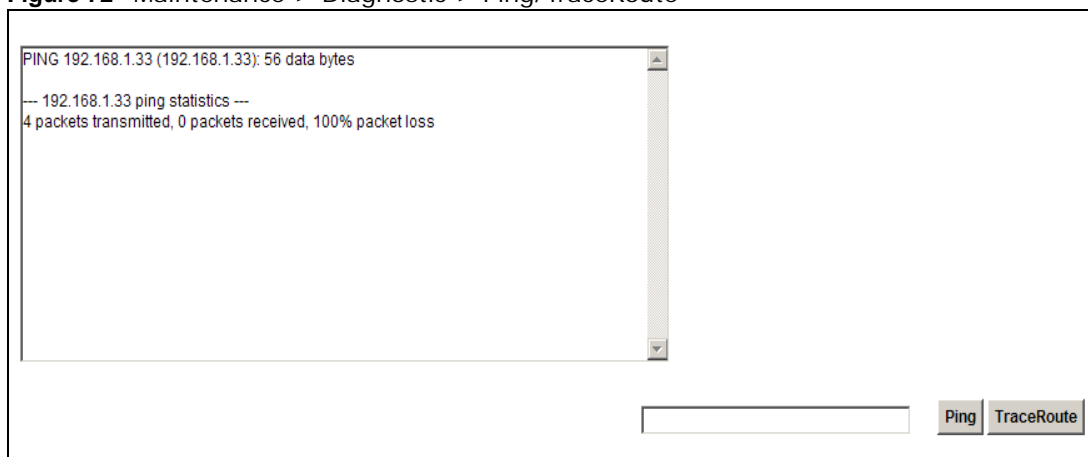 Figure 72 Maintenance > Diagnostic > Ping/TraceRoute
PING 192.168.1.33 (192.168.1.33): 56 data bytes
--- 192.168.1.33 ping statistics ---
4 packets transmitted, 0 packets received, 100% packet loss
Ping TraceRoute